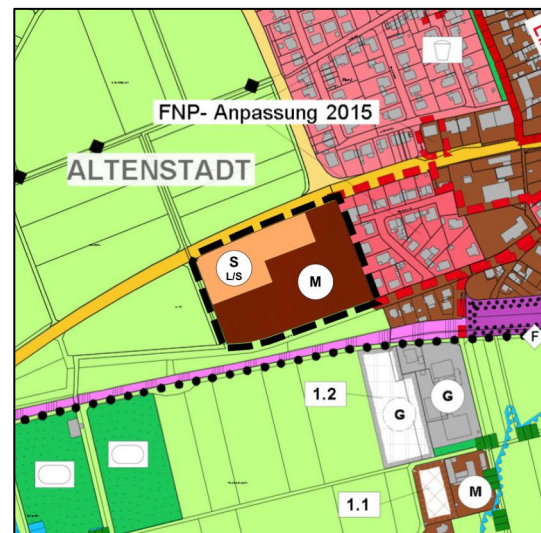 FNP- Anpassung 2015
ALTENSTADT
S
L/S
M
F
1.2
G
G
1.1
M